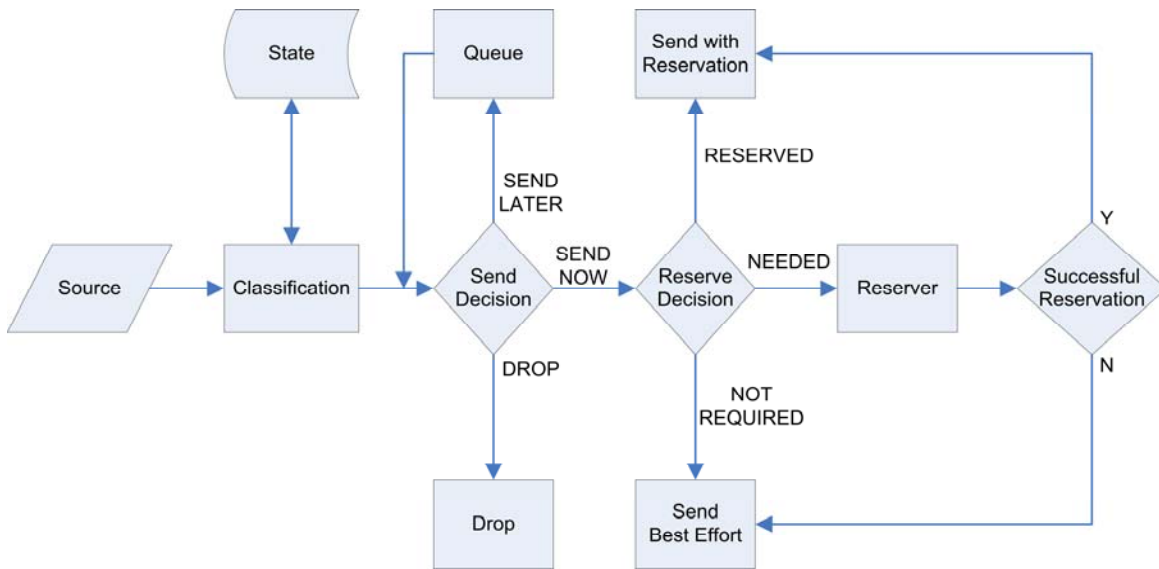 State
Queue
Send with
Reservation
RESERVED
SEND
LATER
Y
Source
Classification
Send
Decision
SEND
NOW
Reserve
Decision
NEEDED
Reserver
Successful
Reservation
DROP
N
NOT
REQUIRED
Drop
Send
Best Effort